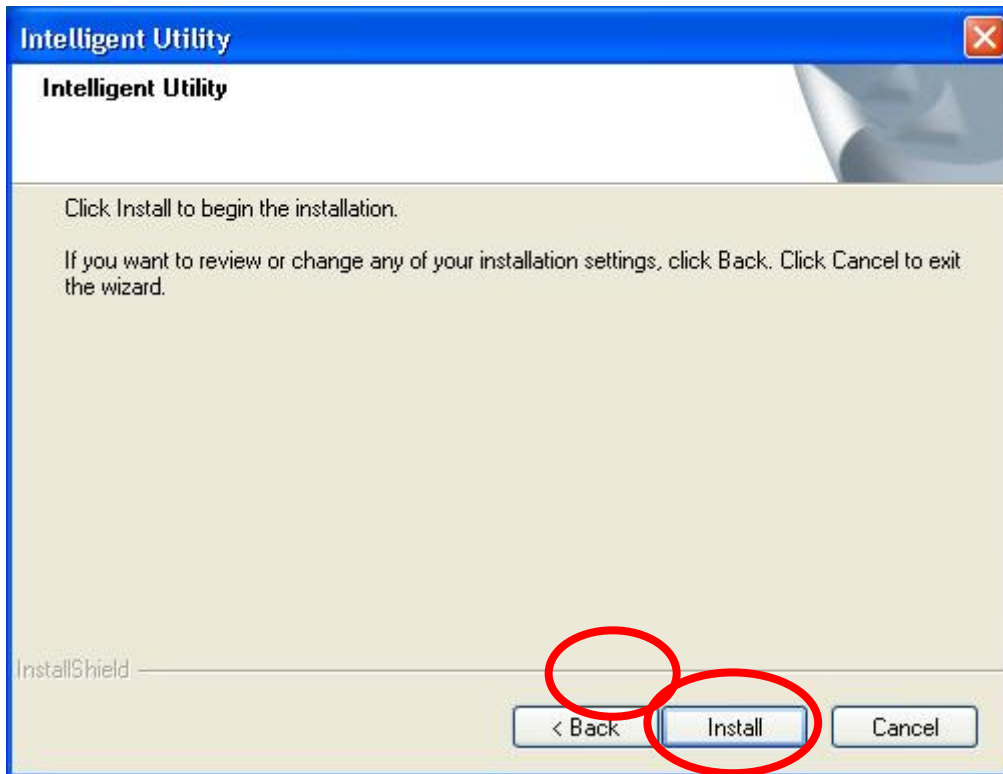 Intelligent Utility
Intelligent Utility
Click Install to begin the installation.
If you want to review or change any of your installation settings, click Back. Click Cancel to exit
the wizard.
InstallShield
< Back Install Cancel